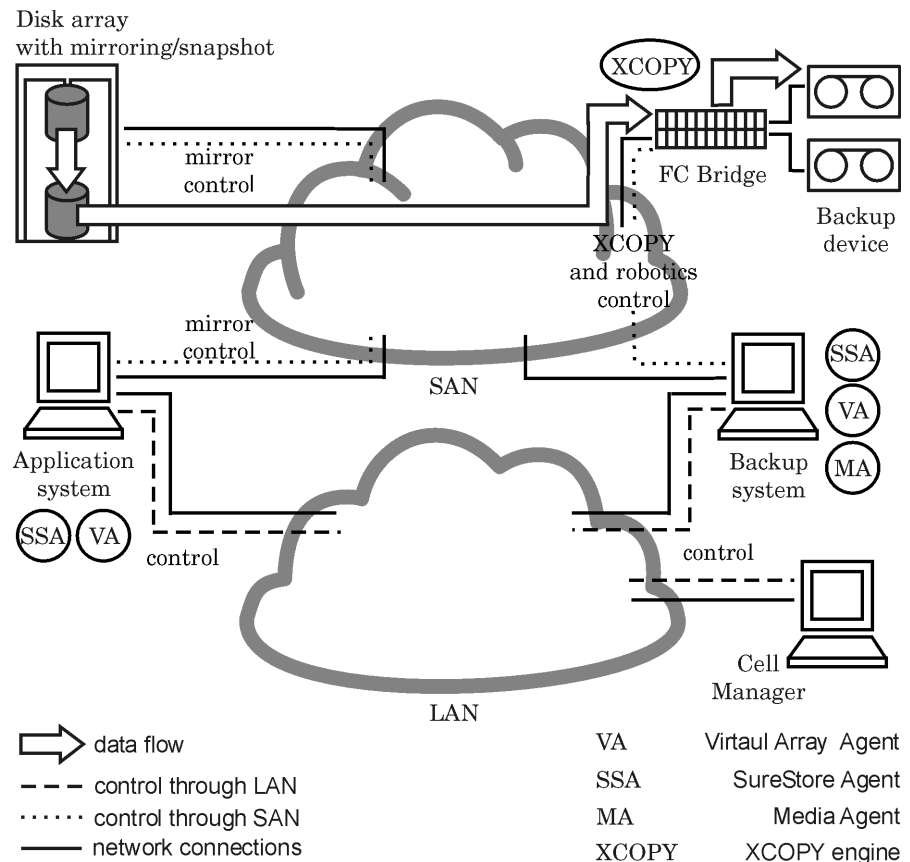 Disk array
with mirroring/snapshot
XCOPY
mirror
control
FC Bridge
Backup
device
XCOPY
and robotics
control
mirror
control
SAN
SSA
VA
MA
Application
system
Backup
system
SSA
VA
control
control
Cell
Manager
LAN
data flow
control through LAN
control through SAN
network connections
VA Virtaul Array Agent
SSA SureStore Agent
MA Media Agent
XCOPY XCOPY engine